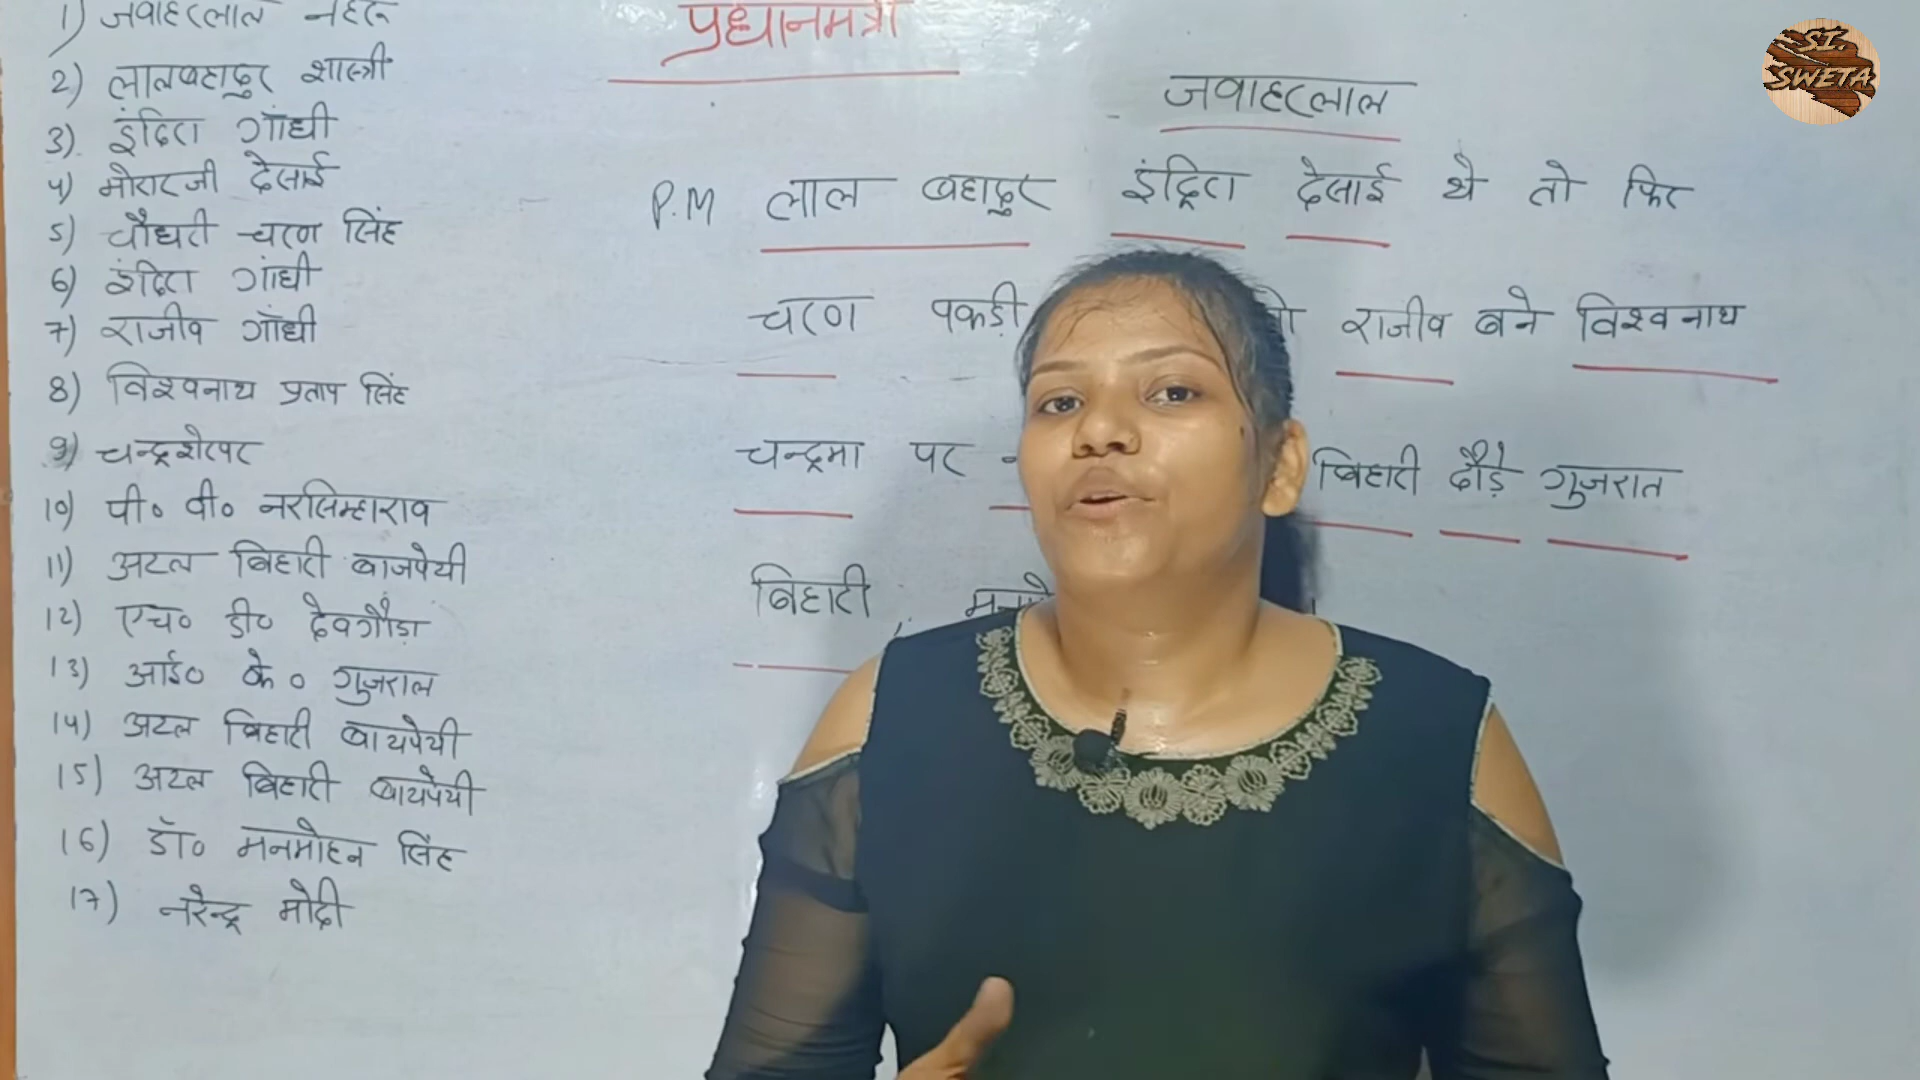 प्रधानमंत्री
1) जवाहरलाल नेहरू
2) लालबहादुर शास्त्री
3) इंदिरा गाँधी
4) मोरारजी देसाई
5) चौधरी चरण सिंह
6) इंदिरा गांधी
7) राजीव गाँधी
8) विश्वनाथ प्रताप सिंह
9) चन्द्रशेखर
10) पी० वी० नरसिम्हाराव
11) अटल बिहारी बाजपेयी
12) एच० डी० देवगौड़ा
13) आई० के० गुजराल
14) अटल बिहारी बायपेयी
15) अटल बिहारी बायपेयी
16) डॉ० मनमोहन सिंह
17) नरेन्द्र मोदी
जवाहरलाल
P.M लाल बहादुर इंद्रिरा देसाई थे तो फिर
चरण पकड़ी राजीव बने विश्वनाथ
चन्द्रमा पर बिहारी दौड़े गुजरात
बिहारी,
SI.
SWETA